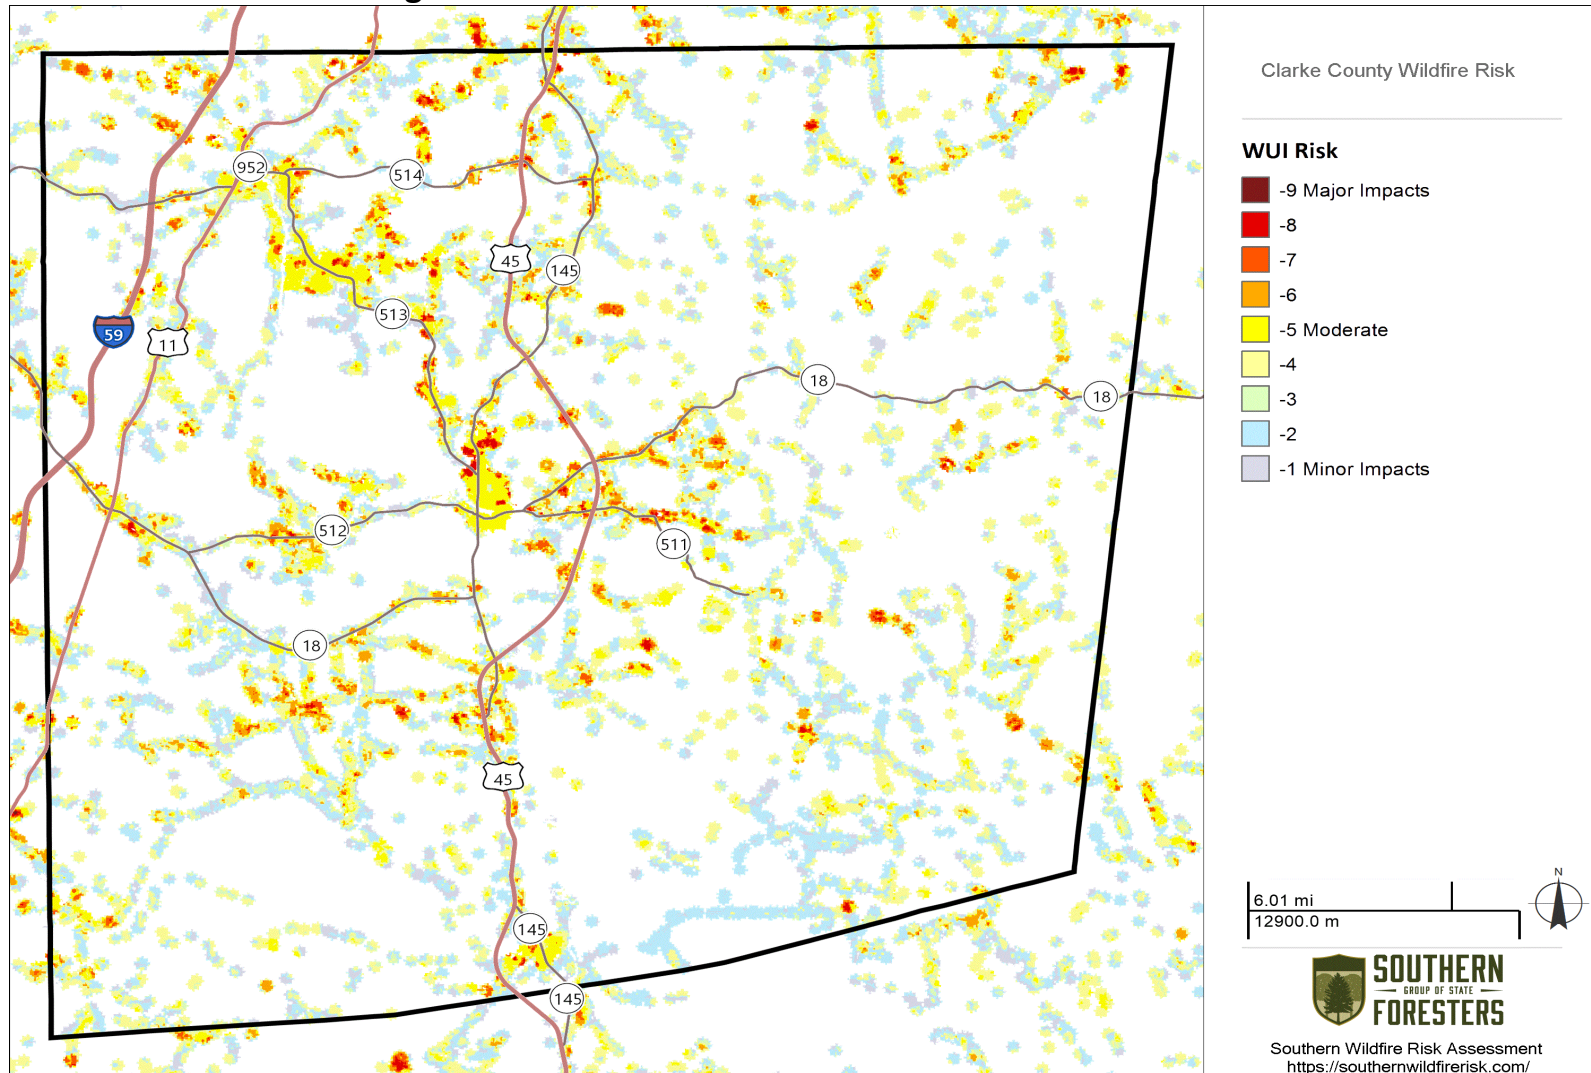 Clarke County Wildfire Risk
WUI Risk
-9 Major Impacts
-8
-7
-6
-5 Moderate
-4
-3
-2
-1 Minor Impacts
952
514
45
145
513
59
11
18
18
512
511
18
45
145
145
6.01 mi
12900.0 m
N
SOUTHERN
GROUP OF STATE
FORESTERS
Southern Wildfire Risk Assessment
https://southernwildfirerisk.com/